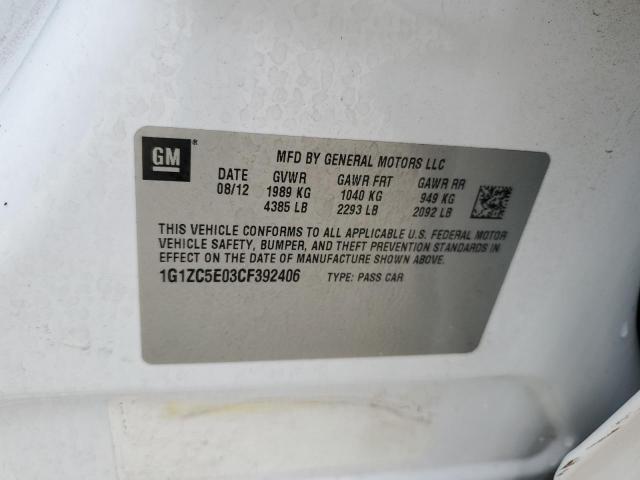 GM®
MFD BY GENERAL MOTORS LLC
DATE GVWR GAWR FRT GAWR RR
08/12 1989 KG 1040 KG 949 KG
4385 LB 2293 LB 2092 LB
THIS VEHICLE CONFORMS TO ALL APPLICABLE U.S. FEDERAL MOTOR
VEHICLE SAFETY, BUMPER, AND THEFT PREVENTION STANDARDS IN
EFFECT ON THE DATE OF MANUFACTURE SHOWN ABOVE.
1G1ZC5E03CF392406 TYPE: PASS CAR